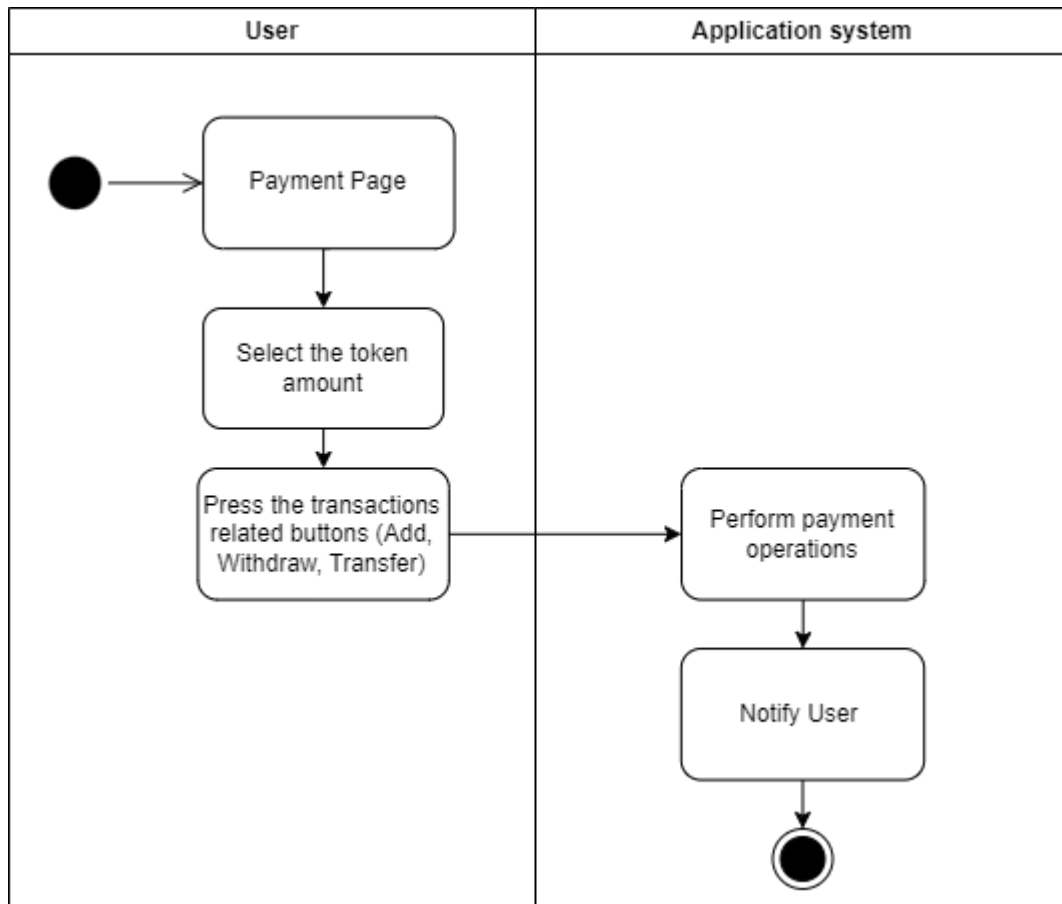 User
Application system
Payment Page
Select the token
amount
Press the transactions
related buttons (Add,
Withdraw, Transfer)
Perform payment
operations
Notify User